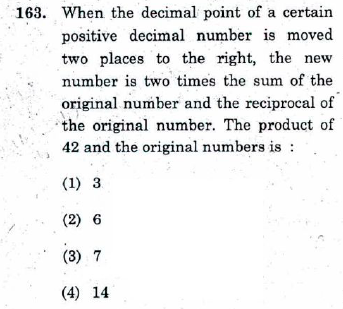 163. When the decimal point of a certain
positive decimal number is moved
two places to the right, the new
number is two times the sum of the
original number and the reciprocal of
the original number. The product of
42 and the original numbers is :
(1) 3
(2) 6
(3) 7
(4) 14